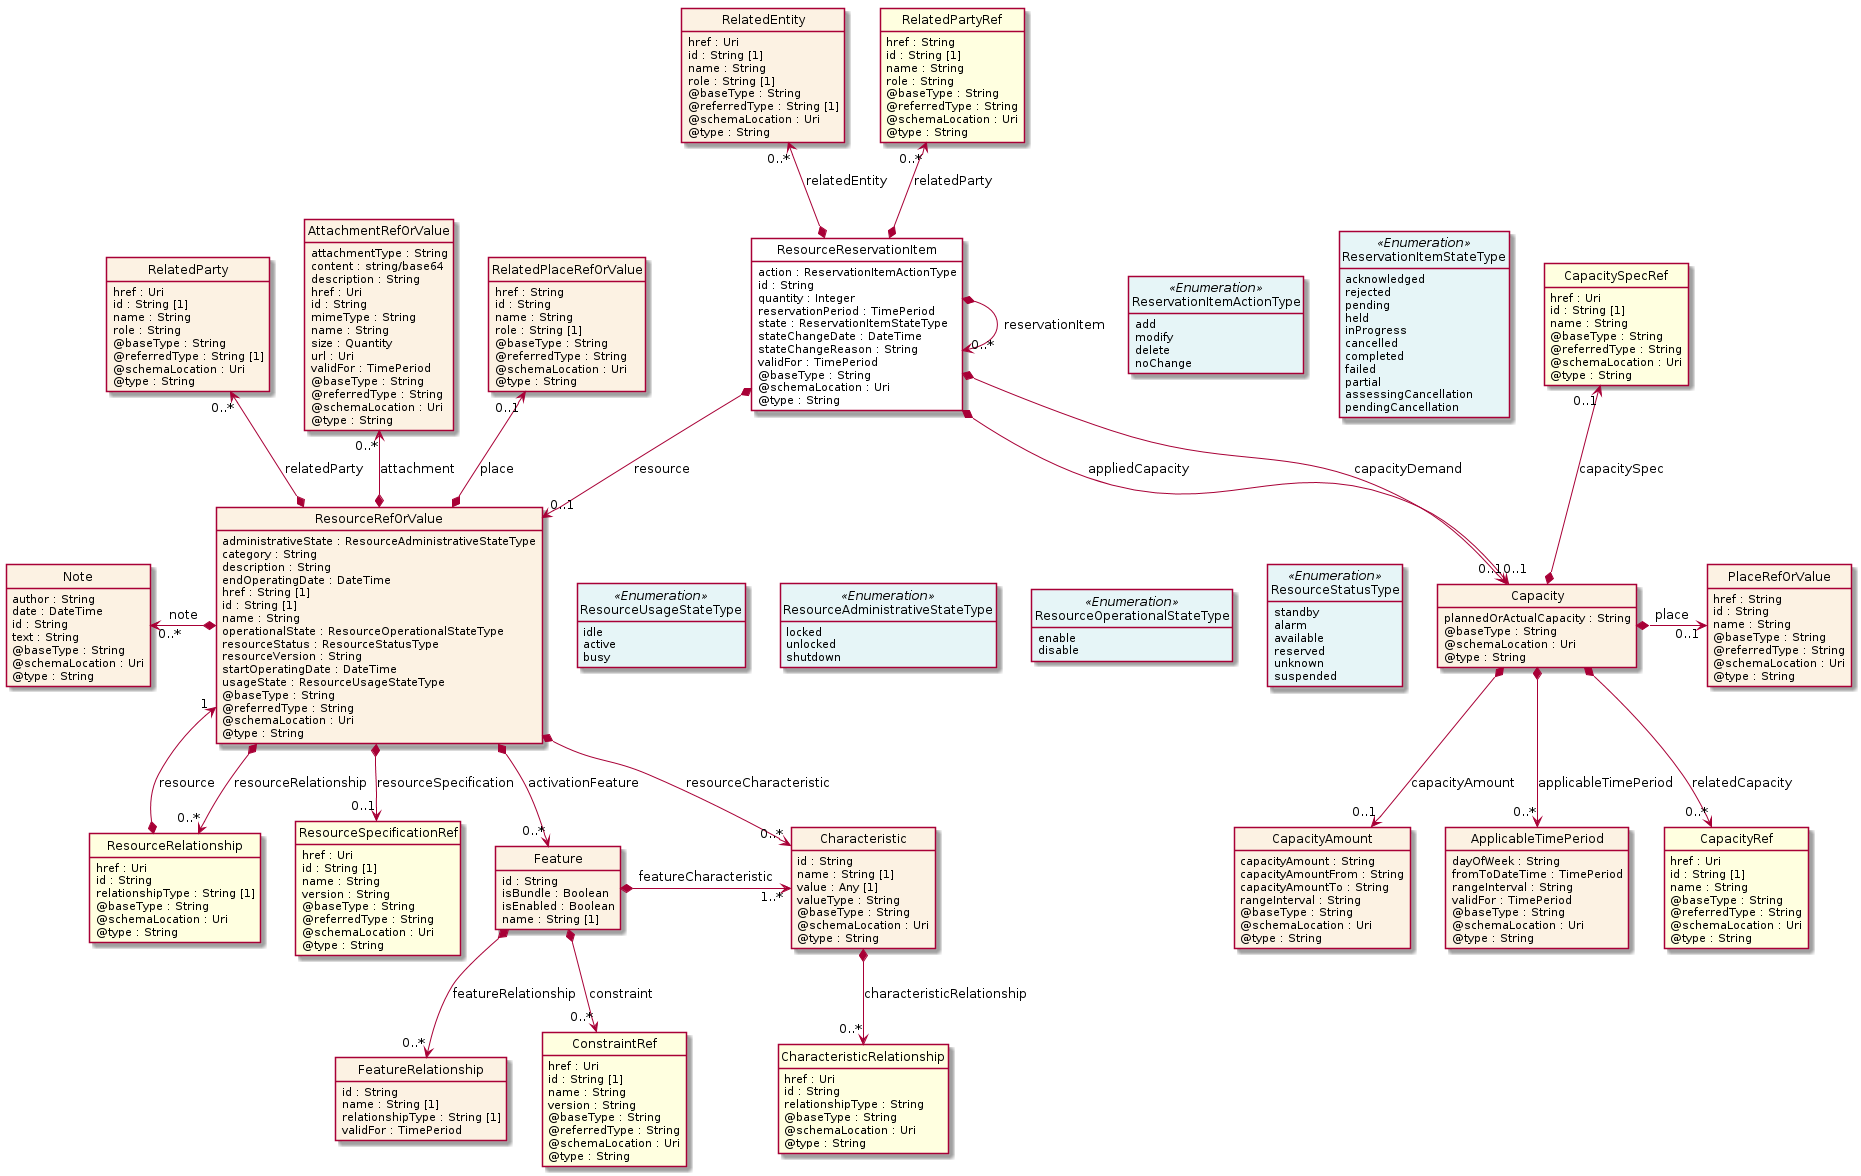 RelatedEntity
href : Uri
id : String [1]
name : String
role : String [1]
@baseType : String
@referredType : String [1]
@schemaLocation : Uri
@type : String
RelatedPartyRef
href : String
id : String [1]
name : String
role : String
@baseType : String
@referredType : String
@schemaLocation : Uri
@type : String
0..*
relatedEntity
0..*
relatedParty
RelatedParty
href : Uri
id : String [1]
name : String
role : String
@baseType : String
@referredType : String [1]
@schemaLocation : Uri
@type : String
AttachmentRefOrValue
attachmentType : String
content : string/base64
description : String
href : Uri
id : String
mimeType : String
name : String
size : Quantity
url : Uri
validFor : TimePeriod
@baseType : String
@referredType : String
@schemaLocation : Uri
@type : String
RelatedPlaceRefOrValue
href : String
id : String
name : String
role : String [1]
@baseType : String
@referredType : String
@schemaLocation : Uri
@type : String
ResourceReservationItem
action : ReservationItemActionType
id : String
quantity : Integer
reservationPeriod : TimePeriod
state : ReservationItemStateType
stateChangeDate : DateTime
stateChangeReason : String
validFor : TimePeriod
@baseType : String
@schemaLocation : Uri
@type : String
reservationItem
0..*
«Enumeration»
ReservationItemActionType
add
modify
delete
noChange
«Enumeration»
ReservationItemStateType
acknowledged
rejected
pending
held
inProgress
cancelled
completed
failed
partial
assessingCancellation
pendingCancellation
CapacitySpecRef
href : Uri
id : String [1]
name : String
@baseType : String
@referredType : String
@schemaLocation : Uri
@type : String
0..*
relatedParty
0..*
attachment
0..1
place
resource
0..1
appliedCapacity
0..1
capacityDemand
0..1
0..1
capacitySpec
ResourceRefOrValue
administrativeState : ResourceAdministrativeStateType
category : String
description : String
endOperatingDate : DateTime
href : String [1]
id : String [1]
name : String
operationalState : ResourceOperationalStateType
resourceStatus : ResourceStatusType
resourceVersion : String
startOperatingDate : DateTime
usageState : ResourceUsageStateType
@baseType : String
@referredType : String
@schemaLocation : Uri
@type : String
Note
author : String
date : DateTime
id : String
text : String
@baseType : String
@schemaLocation : Uri
@type : String
note
0..*
«Enumeration»
ResourceUsageStateType
idle
active
busy
«Enumeration»
ResourceAdministrativeStateType
locked
unlocked
shutdown
«Enumeration»
ResourceOperationalStateType
enable
disable
«Enumeration»
ResourceStatusType
standby
alarm
available
reserved
unknown
suspended
Capacity
plannedOrActualCapacity : String
@baseType : String
@schemaLocation : Uri
@type : String
place
0..1
PlaceRefOrValue
href : String
id : String
name : String
@baseType : String
@referredType : String
@schemaLocation : Uri
@type : String
1
resource
resourceRelationship
0..*
resourceSpecification
0..1
activationFeature
0..*
resourceCharacteristic
0..*
capacityAmount
0..1
applicableTimePeriod
0..*
relatedCapacity
0..*
ResourceRelationship
href : Uri
id : String
relationshipType : String [1]
@baseType : String
@schemaLocation : Uri
@type : String
ResourceSpecificationRef
href : Uri
id : String [1]
name : String
version : String
@baseType : String
@referredType : String
@schemaLocation : Uri
@type : String
Feature
id : String
isBundle : Boolean
isEnabled : Boolean
name : String [1]
featureCharacteristic
1..*
Characteristic
id : String
name : String [1]
value : Any [1]
valueType : String
@baseType : String
@schemaLocation : Uri
@type : String
CapacityAmount
capacityAmount : String
capacityAmountFrom : String
capacityAmountTo : String
rangeInterval : String
@baseType : String
@schemaLocation : Uri
@type : String
ApplicableTimePeriod
dayOfWeek : String
fromToDateTime : TimePeriod
rangeInterval : String
validFor : TimePeriod
@baseType : String
@schemaLocation : Uri
@type : String
CapacityRef
href : Uri
id : String [1]
name : String
@baseType : String
@referredType : String
@schemaLocation : Uri
@type : String
featureRelationship
0..*
constraint
0..*
characteristicRelationship
0..*
FeatureRelationship
id : String
name : String [1]
relationshipType : String [1]
validFor : TimePeriod
ConstraintRef
href : Uri
id : String [1]
name : String
version : String
@baseType : String
@referredType : String
@schemaLocation : Uri
@type : String
CharacteristicRelationship
href : Uri
id : String
relationshipType : String
@baseType : String
@schemaLocation : Uri
@type : String